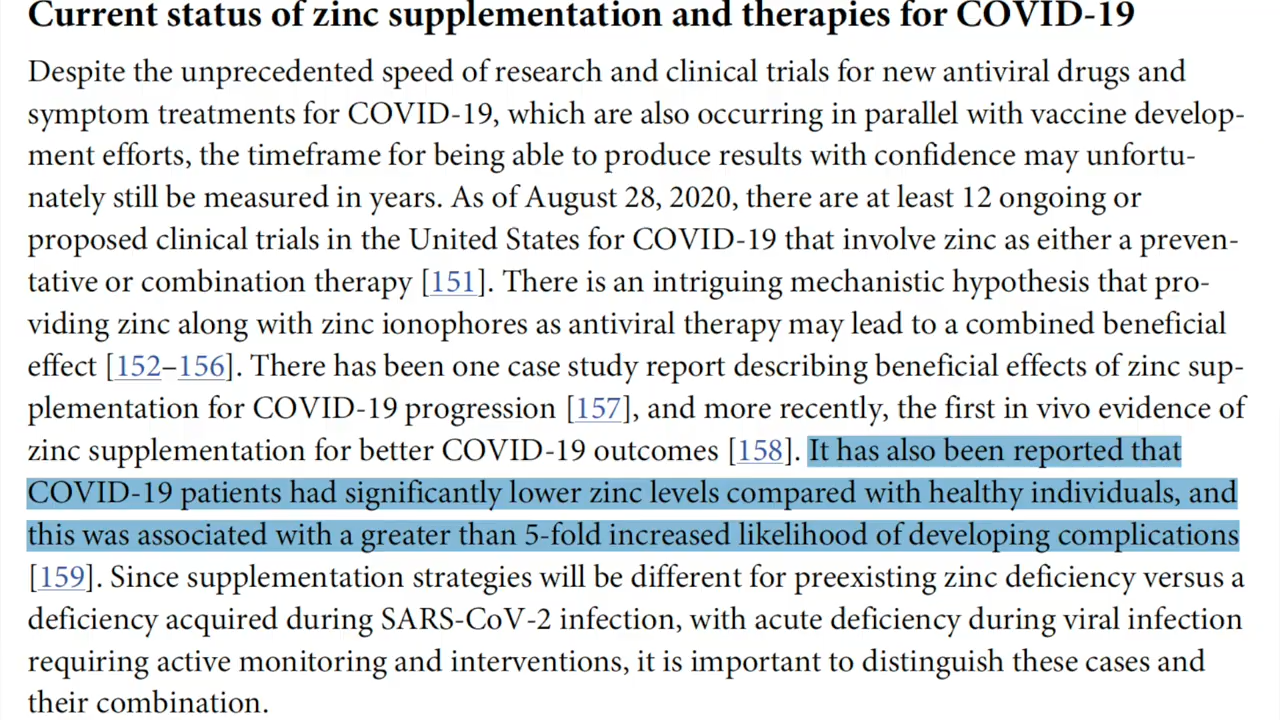 Current status of zinc supplementation and therapies for COVID-19
Despite the unprecedented speed of research and clinical trials for new antiviral drugs and
symptom treatments for COVID-19, which are also occurring in parallel with vaccine develop-
ment efforts, the timeframe for being able to produce results with confidence may unfortu-
nately still be measured in years. As of August 28, 2020, there are at least 12 ongoing or
proposed clinical trials in the United States for COVID-19 that involve zinc as either a preven-
tative or combination therapy [151]. There is an intriguing mechanistic hypothesis that pro-
viding zinc along with zinc ionophores as antiviral therapy may lead to a combined beneficial
effect [152–156]. There has been one case study report describing beneficial effects of zinc sup-
plementation for COVID-19 progression [157], and more recently, the first in vivo evidence of
zinc supplementation for better COVID-19 outcomes [158]. It has also been reported that
COVID-19 patients had significantly lower zinc levels compared with healthy individuals, and
this was associated with a greater than 5-fold increased likelihood of developing complications
[159]. Since supplementation strategies will be different for preexisting zinc deficiency versus a
deficiency acquired during SARS-CoV-2 infection, with acute deficiency during viral infection
requiring active monitoring and interventions, it is important to distinguish these cases and
their combination.